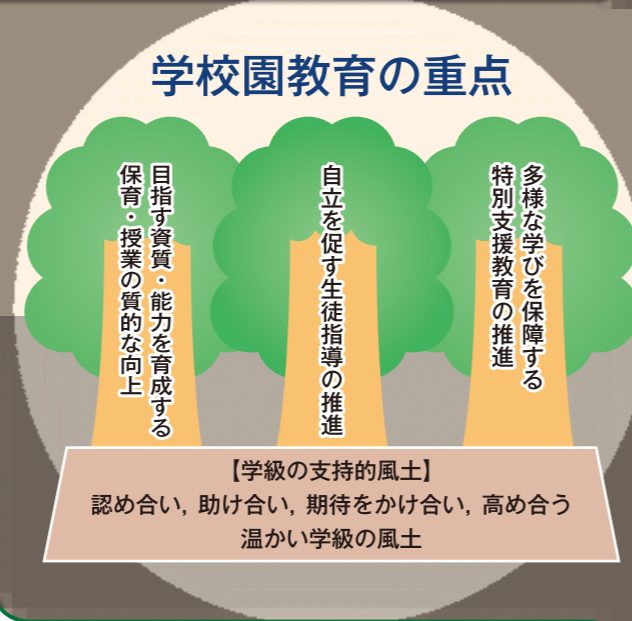 学校園教育の重点
目指す資質・能力を育成する
保育・授業の質的な向上
自立を促す生徒指導の推進
多様な学びを保障する
特別支援教育の推進
【学級の支持的風土】
認め合い, 助け合い, 期待をかけ合い, 高め合う
温かい学級の風土